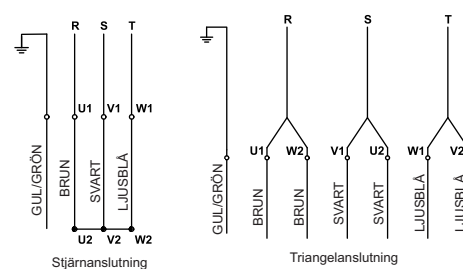 R S T
U1 V1 W1
GUL/GRÖN
BRUN
SVART
LJUSBLÅ
U2 V2 W2
Stjärnanslutning
R S T
U1 W2 V1 U2 W1 V2
GUL/GRÖN
BRUN
BRUN
SVART
SVART
LJUSBLÅ
LJUSBLÅ
Triangelanslutning